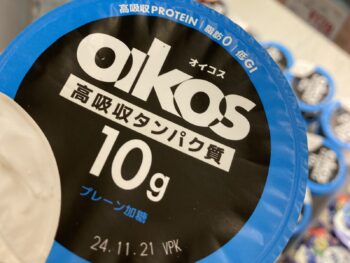 高吸収PROTEIN | 脂肪0 | 低GI
オイコス
oikos
高吸収タンパク質
10g
プレーン加糖
24.11.21 VPK